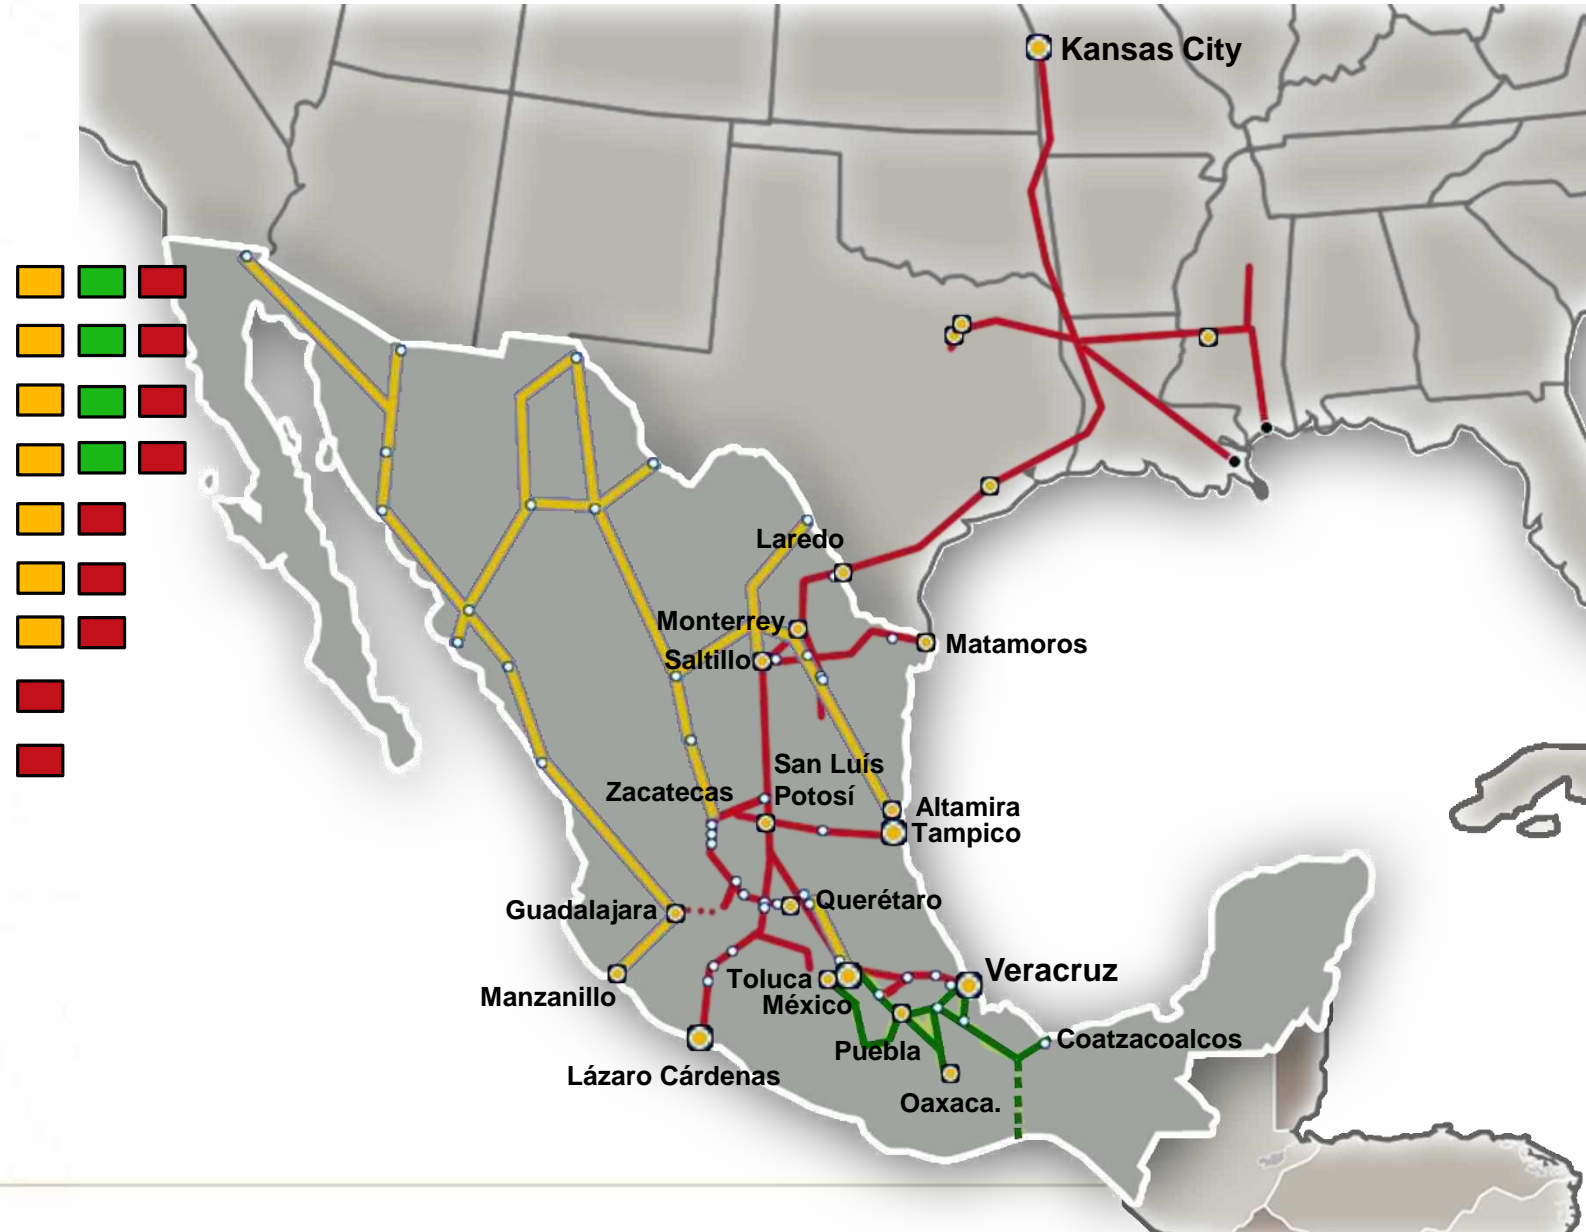 Kansas City
Laredo
Monterrey
Matamoros
Saltillo
San Luís
Potosí
Zacatecas
Altamira
Tampico
Querétaro
Guadalajara
Veracruz
Toluca
Manzanillo
México
Coatzacoalcos
Puebla
Lázaro Cárdenas
Oaxaca.